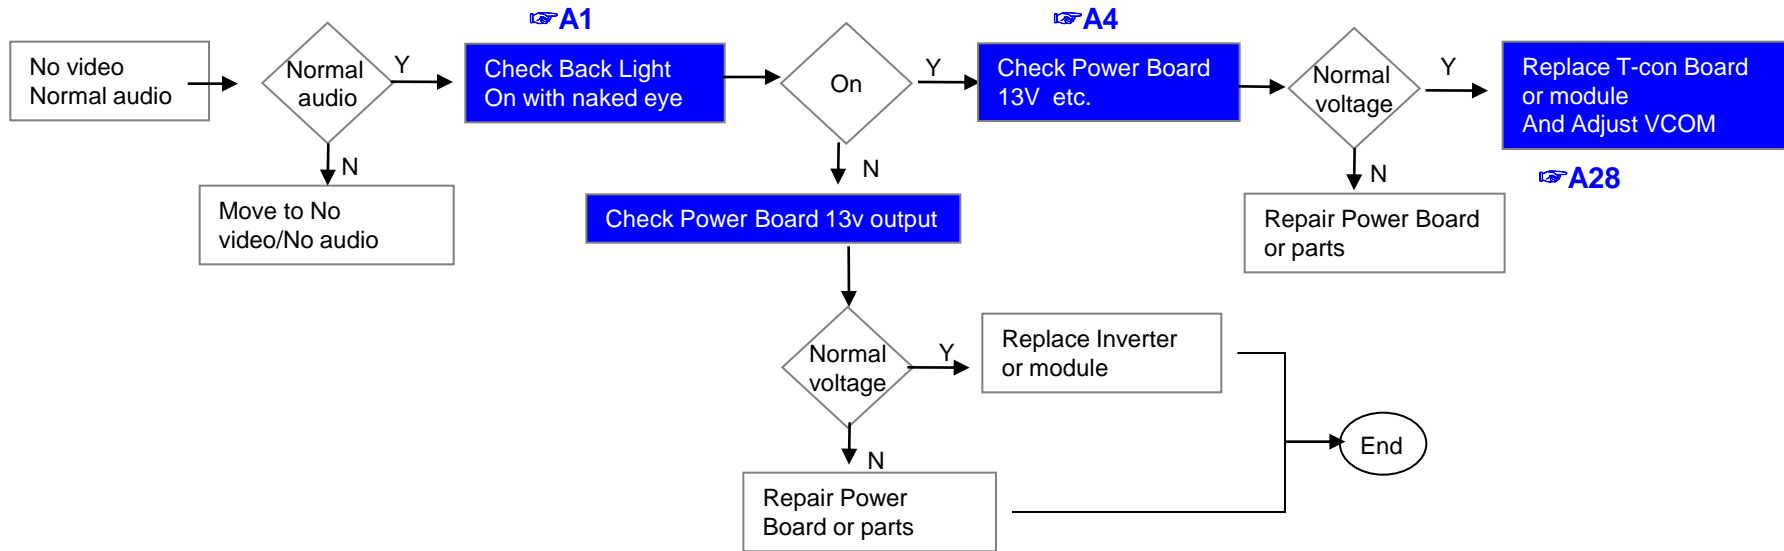 ☞A1
☞A4
No video
Normal audio
Normal
audio
Y
Check Back Light
On with naked eye
On
Y
Check Power Board
13V etc.
Normal
voltage
Y
Replace T-con Board
or module
And Adjust VCOM
N
N
N
☞A28
Move to No
video/No audio
Check Power Board 13v output
Repair Power Board
or parts
Normal
voltage
Y
Replace Inverter
or module
End
N
Repair Power
Board or parts